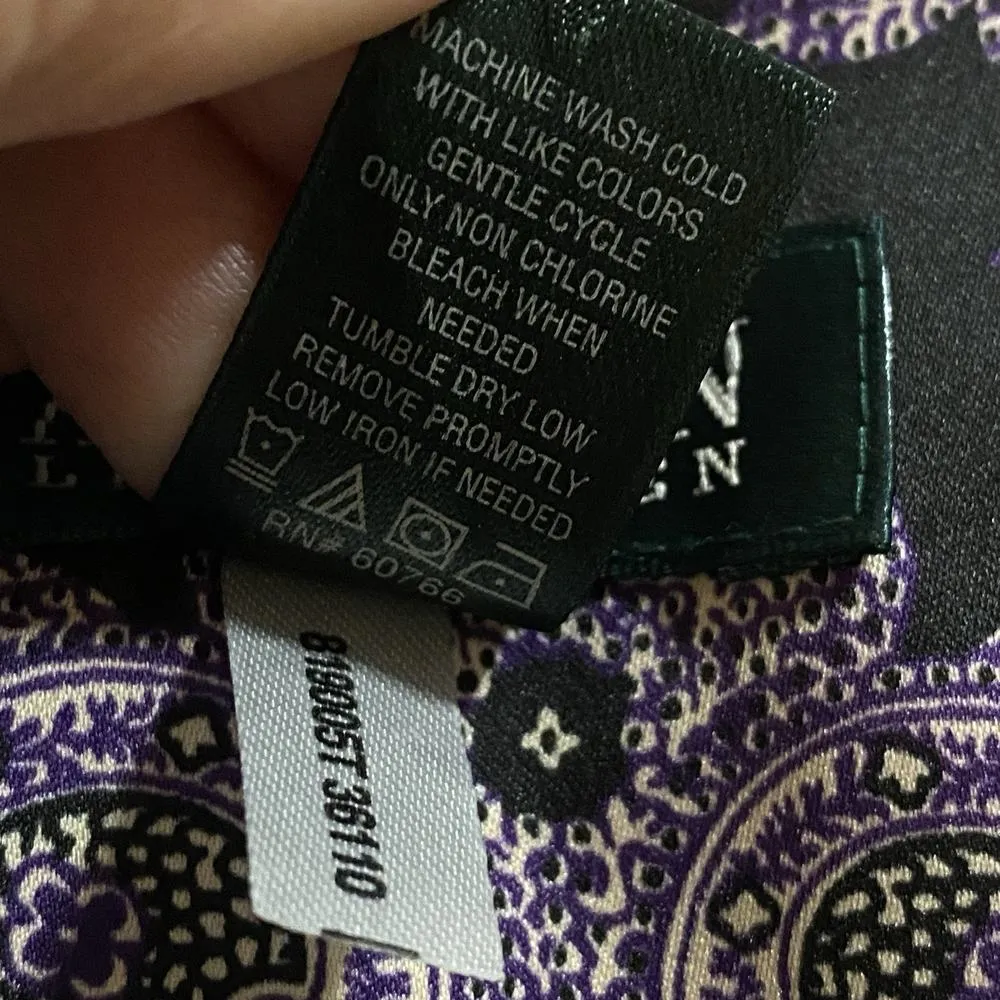 MACHINE WASH COLD
WITH LIKE COLORS
GENTLE CYCLE
ONLY NON CHLORINE
BLEACH WHEN
NEEDED
TUMBLE DRY LOW
REMOVE PROMPTLY
LOW IRON IF NEEDED
RN# 60766
819005T 36110